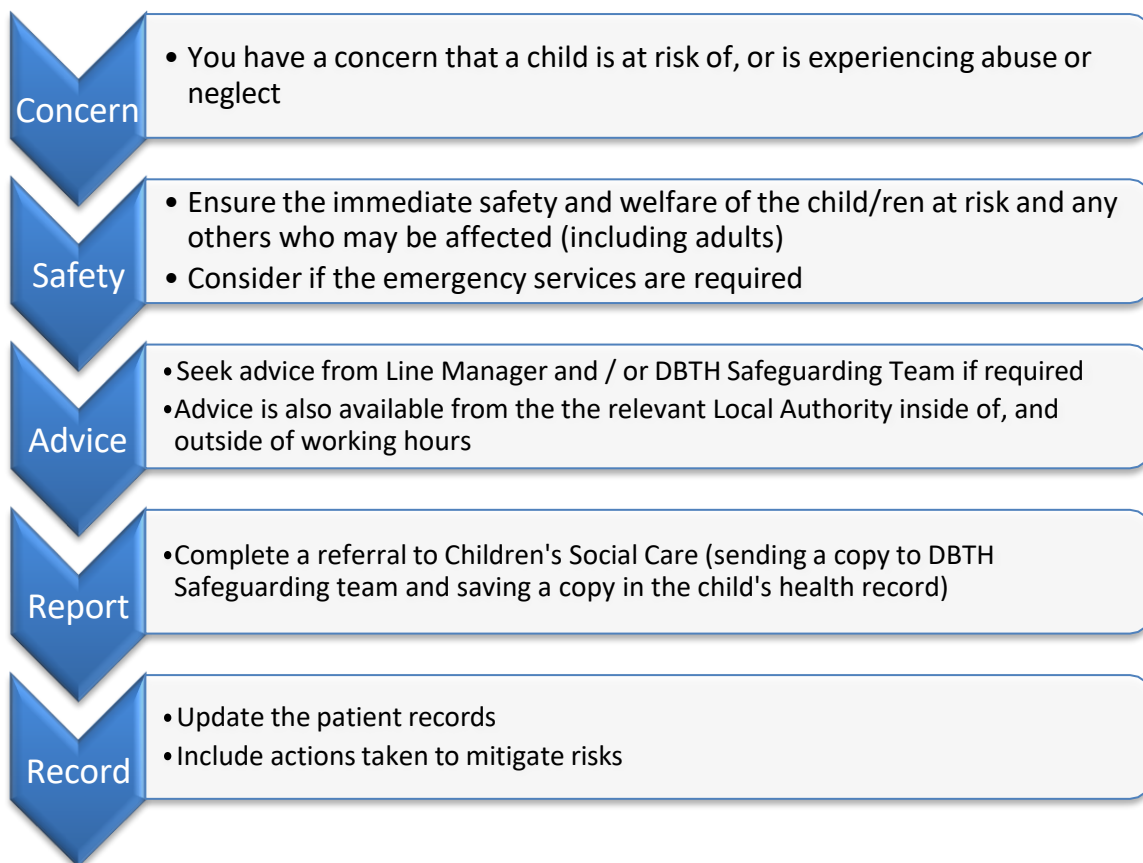 Concern
• You have a concern that a child is at risk of, or is experiencing abuse or
neglect
Safety
• Ensure the immediate safety and welfare of the child/ren at risk and any
others who may be affected (including adults)
• Consider if the emergency services are required
Advice
•Seek advice from Line Manager and / or DBTH Safeguarding Team if required
•Advice is also available from the the relevant Local Authority inside of, and
outside of working hours
Report
•Complete a referral to Children's Social Care (sending a copy to DBTH
Safeguarding team and saving a copy in the child's health record)
Record
•Update the patient records
•Include actions taken to mitigate risks